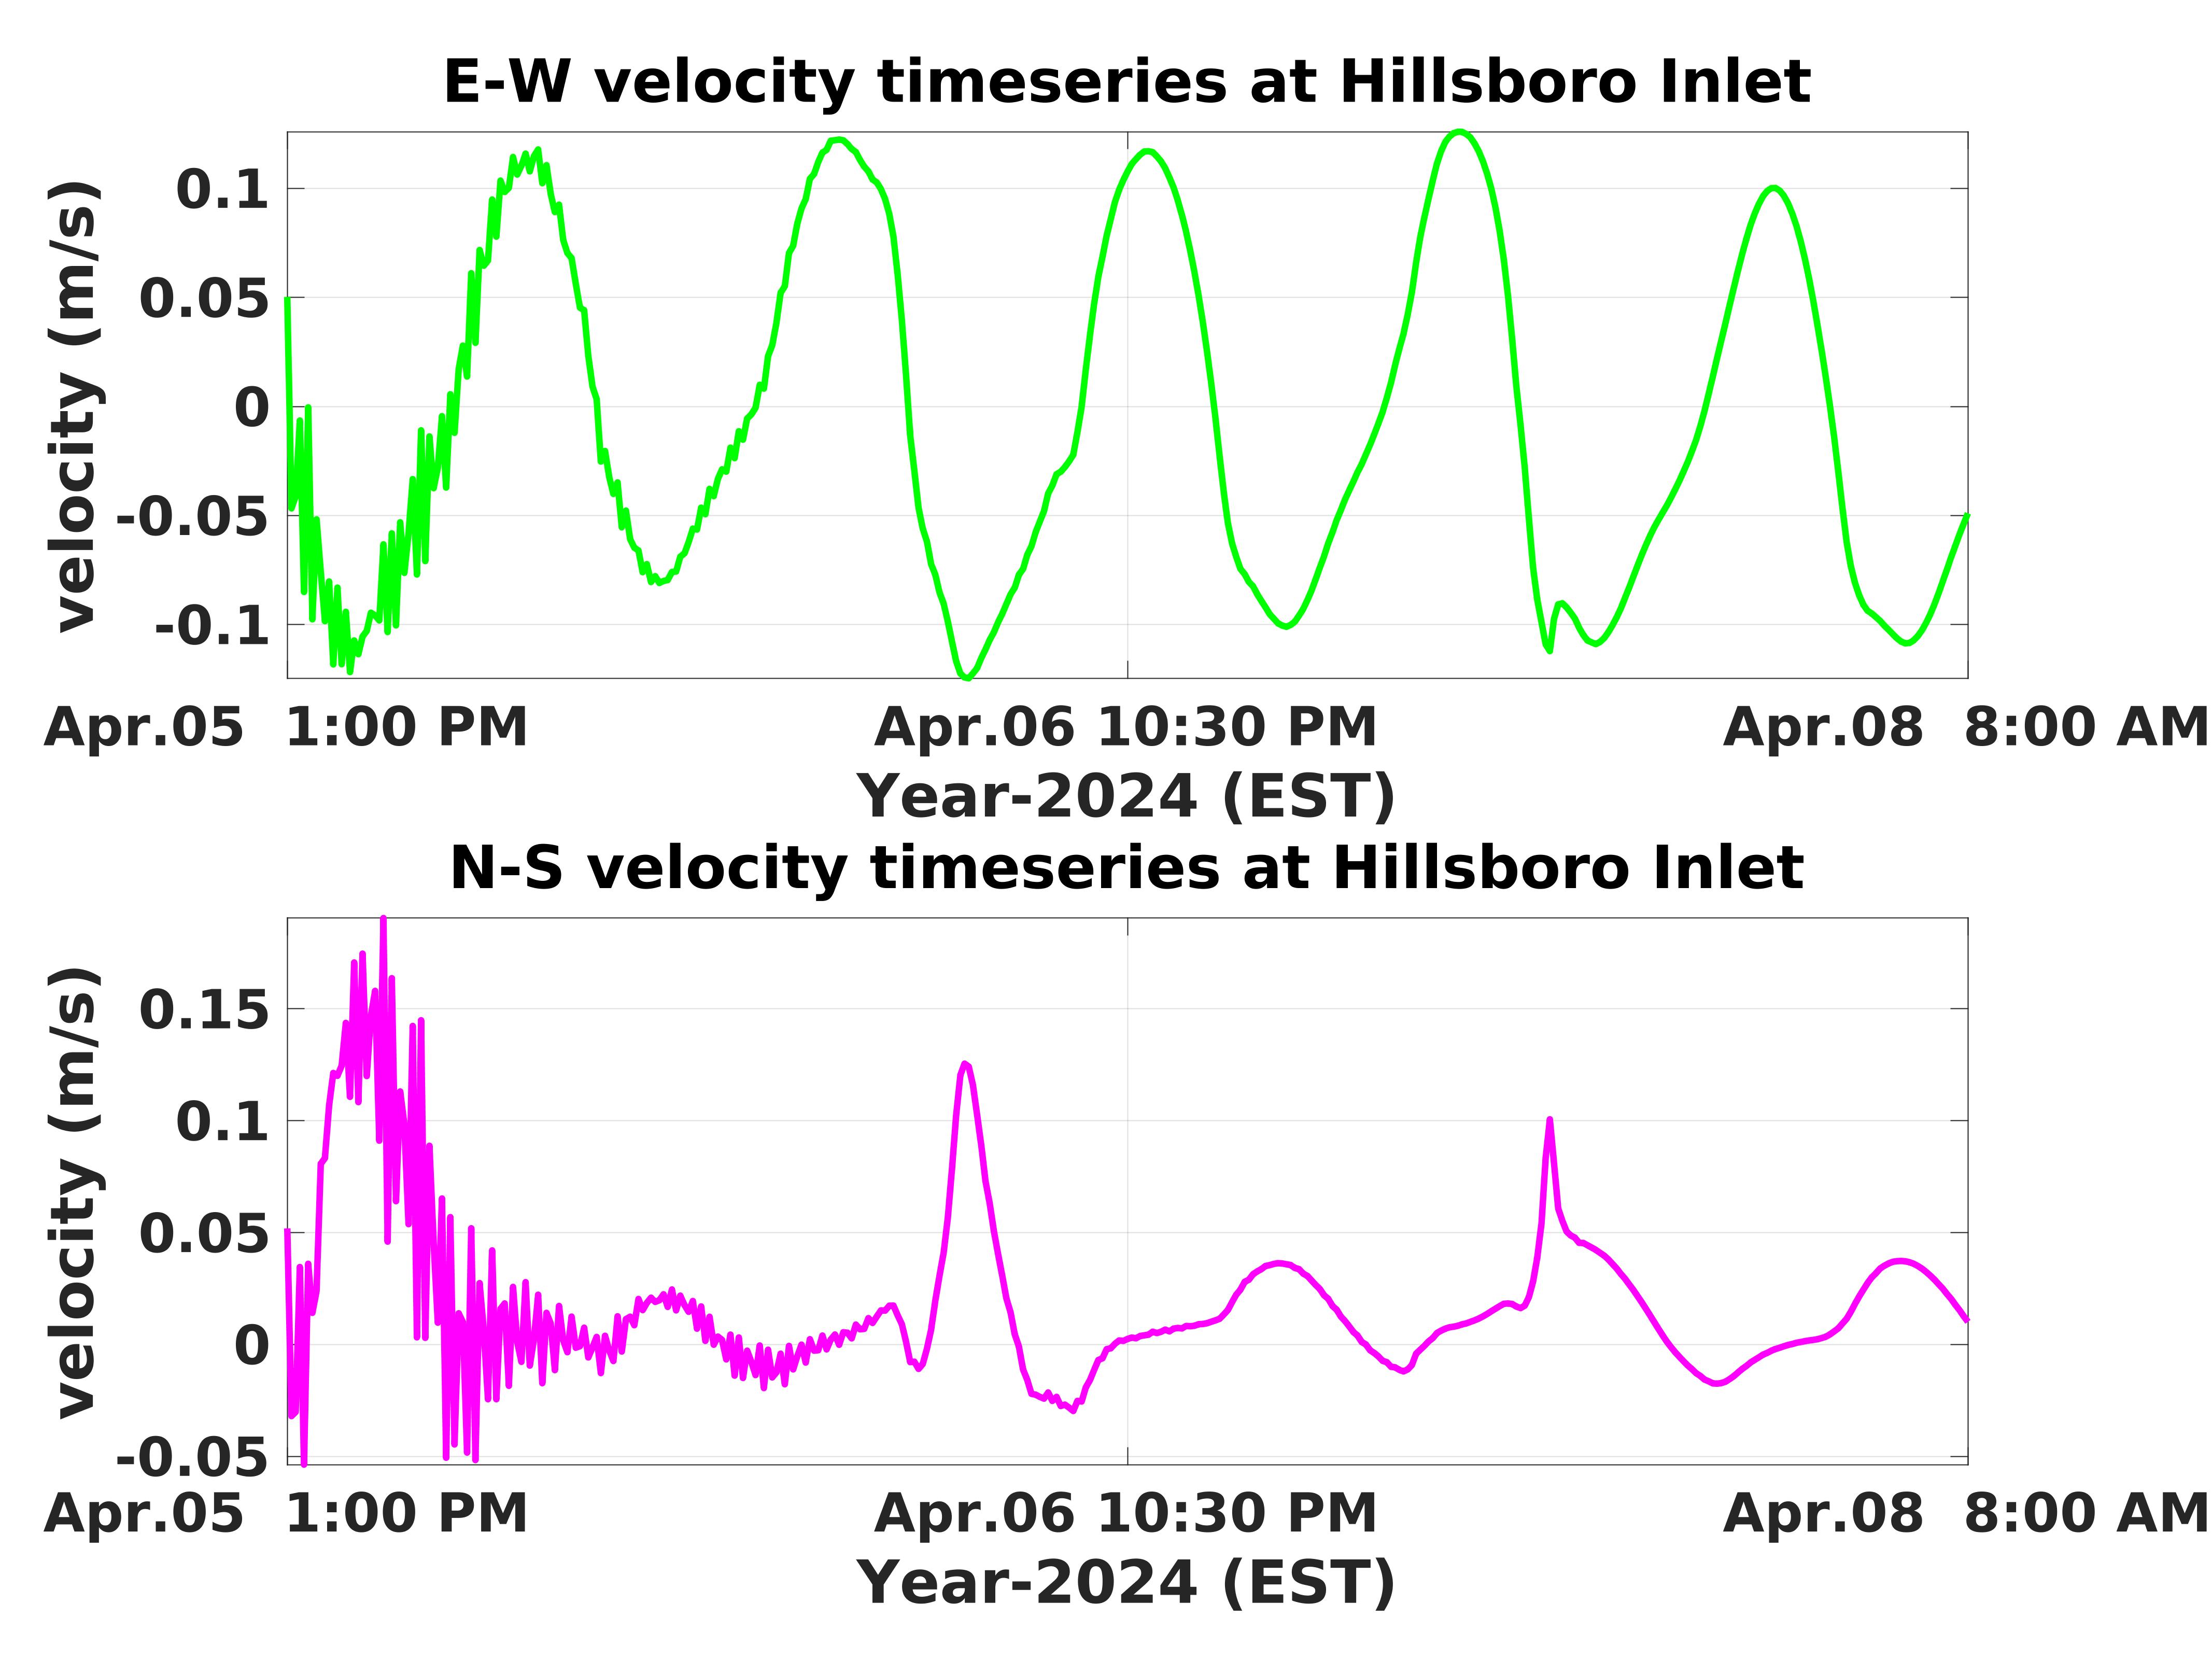 E-W velocity timeseries at Hillsboro Inlet
velocity (m/s)
0.1
0.05
0
-0.05
-0.1
Apr.05 1:00 PM
Apr.06 10:30 PM
Apr.08 8:00 AM
Year-2024 (EST)
N-S velocity timeseries at Hillsboro Inlet
velocity (m/s)
0.15
0.1
0.05
0
-0.05
Apr.05 1:00 PM
Apr.06 10:30 PM
Apr.08 8:00 AM
Year-2024 (EST)